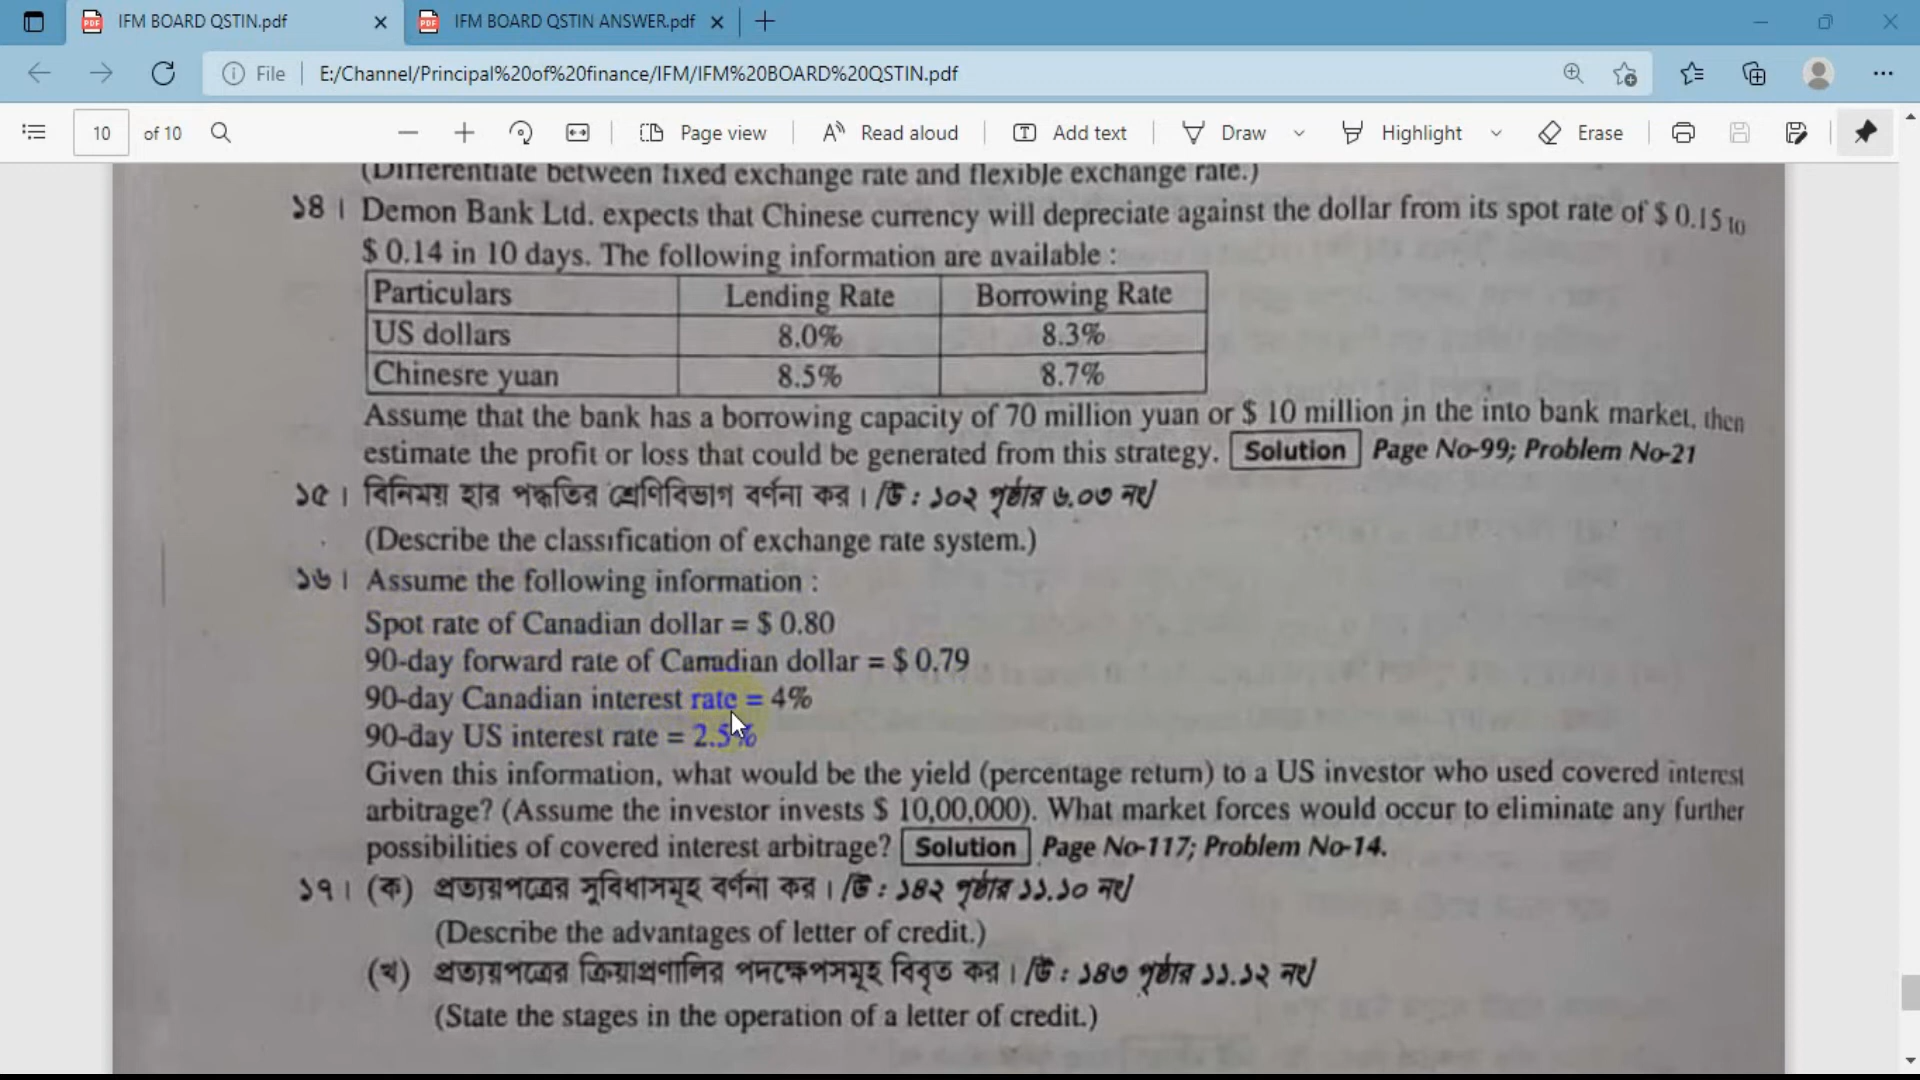 IFM BOARD QSTIN.pdf
IFM BOARD QSTIN ANSWER.pdf
File E:/Channel/Principal%20of%20finance/IFM/IFM%20BOARD%20QSTIN.pdf
10 of 10 Page view Read aloud Add text Draw Highlight Erase
(Differentiate between fixed exchange rate and flexible exchange rate.)
১৪। Demon Bank Ltd. expects that Chinese currency will depreciate against the dollar from its spot rate of $ 0.15 to
$ 0.14 in 10 days. The following information are available :
Particulars Lending Rate Borrowing Rate
US dollars 8.0% 8.3%
Chinesre yuan 8.5% 8.7%
Assume that the bank has a borrowing capacity of 70 million yuan or $ 10 million in the into bank market, then
estimate the profit or loss that could be generated from this strategy. Solution Page No-99; Problem No-21
১৫। বিনিময় হার পদ্ধতির শ্রেণিবিভাগ বর্ণনা কর। [উ : ১০২ পৃষ্ঠার ৬.০৩ নং]
(Describe the classification of exchange rate system.)
১৬। Assume the following information :
Spot rate of Canadian dollar = $ 0.80
90-day forward rate of Canadian dollar = $ 0.79
90-day Canadian interest rate = 4%
90-day US interest rate = 2.5%
Given this information, what would be the yield (percentage return) to a US investor who used covered interest
arbitrage? (Assume the investor invests $ 10,00,000). What market forces would occur to eliminate any further
possibilities of covered interest arbitrage? Solution Page No-117; Problem No-14.
১৭। (ক) প্রত্যয়পত্রের সুবিধাসমূহ বর্ণনা কর। [উ : ১৪২ পৃষ্ঠার ১১.১০ নং]
(Describe the advantages of letter of credit.)
(খ) প্রত্যয়পত্রের ক্রিয়াপ্রণালির পদক্ষেপসমূহ বিবৃত কর। [উ : ১৪৩ পৃষ্ঠার ১১.১২ নং]
(State the stages in the operation of a letter of credit.)